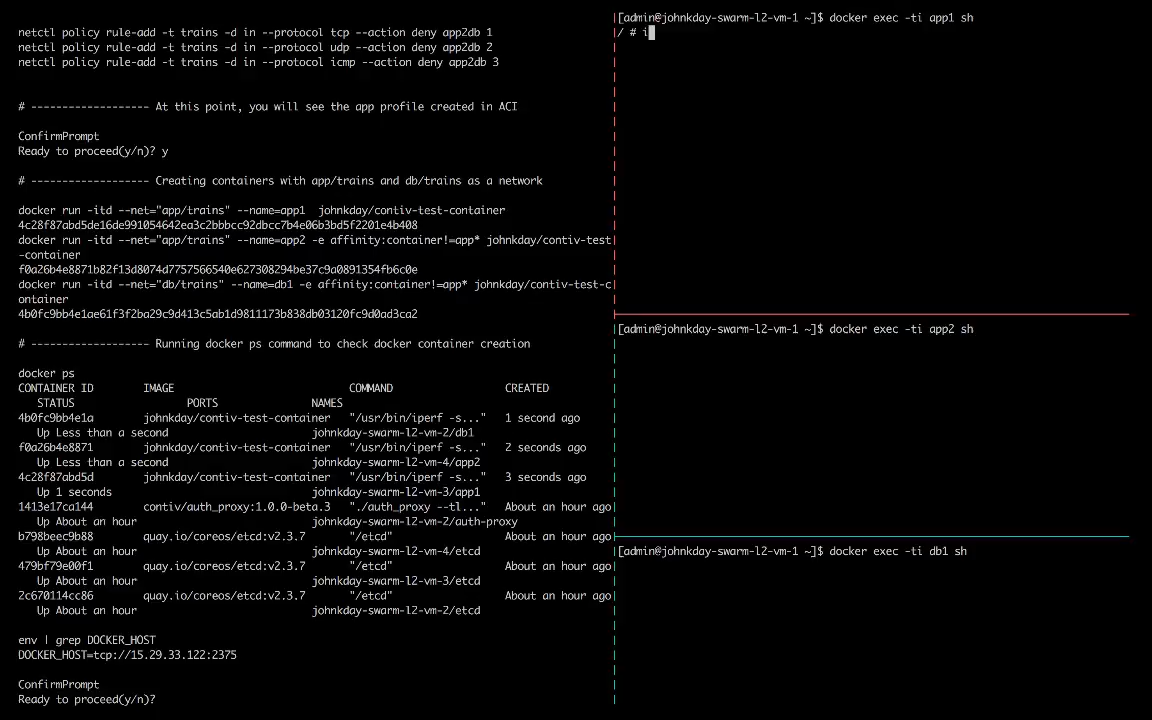 netctl policy rule-add -t trains -d in --protocol tcp --action deny app2db 1
netctl policy rule-add -t trains -d in --protocol udp --action deny app2db 2
netctl policy rule-add -t trains -d in --protocol icmp --action deny app2db 3
# ------------------- At this point, you will see the app profile created in ACI
ConfirmPrompt
Ready to proceed(y/n)? y
# ------------------- Creating containers with app/trains and db/trains as a network
docker run -itd --net="app/trains" --name=app1  johnkday/contiv-test-container
4c28f87abd5de16de991054642ea3c2bbbcc92dbcc7b4e06b3bd5f2201e4b408
docker run -itd --net="app/trains" --name=app2 -e affinity:container!=app* johnkday/contiv-test
-container
f0a26b4e8871b82f13d8074d7757566540e627308294be37c9a0891354fb6c0e
docker run -itd --net="db/trains" --name=db1 -e affinity:container!=app* johnkday/contiv-test-c
ontainer
4b0fc9bb4e1ae61f3f2ba29c9d413c5ab1d9811173b838db03120fc9d0ad3ca2
# ------------------- Running docker ps command to check docker container creation
docker ps
CONTAINER ID        IMAGE                            COMMAND                  CREATED
   STATUS                  PORTS               NAMES
4b0fc9bb4e1a        johnkday/contiv-test-container   "/usr/bin/iperf -s..."   1 second ago
   Up Less than a second                       johnkday-swarm-l2-vm-2/db1
f0a26b4e8871        johnkday/contiv-test-container   "/usr/bin/iperf -s..."   2 seconds ago
   Up Less than a second                       johnkday-swarm-l2-vm-4/app2
4c28f87abd5d        johnkday/contiv-test-container   "/usr/bin/iperf -s..."   3 seconds ago
   Up 1 seconds                                johnkday-swarm-l2-vm-3/app1
1413e17ca144        contiv/auth_proxy:1.0.0-beta.3   "./auth_proxy --tl..."   About an hour ago
   Up About an hour                            johnkday-swarm-l2-vm-2/auth-proxy
b798beec9b88        quay.io/coreos/etcd:v2.3.7       "/etcd"                  About an hour ago
   Up About an hour                            johnkday-swarm-l2-vm-4/etcd
479bf79e00f1        quay.io/coreos/etcd:v2.3.7       "/etcd"                  About an hour ago
   Up About an hour                            johnkday-swarm-l2-vm-3/etcd
2c670114cc86        quay.io/coreos/etcd:v2.3.7       "/etcd"                  About an hour ago
   Up About an hour                            johnkday-swarm-l2-vm-2/etcd
env | grep DOCKER_HOST
DOCKER_HOST=tcp://15.29.33.122:2375
ConfirmPrompt
Ready to proceed(y/n)?
[admin@johnkday-swarm-l2-vm-1 ~]$ docker exec -ti app1 sh
/ # i
[admin@johnkday-swarm-l2-vm-1 ~]$ docker exec -ti app2 sh
[admin@johnkday-swarm-l2-vm-1 ~]$ docker exec -ti db1 sh